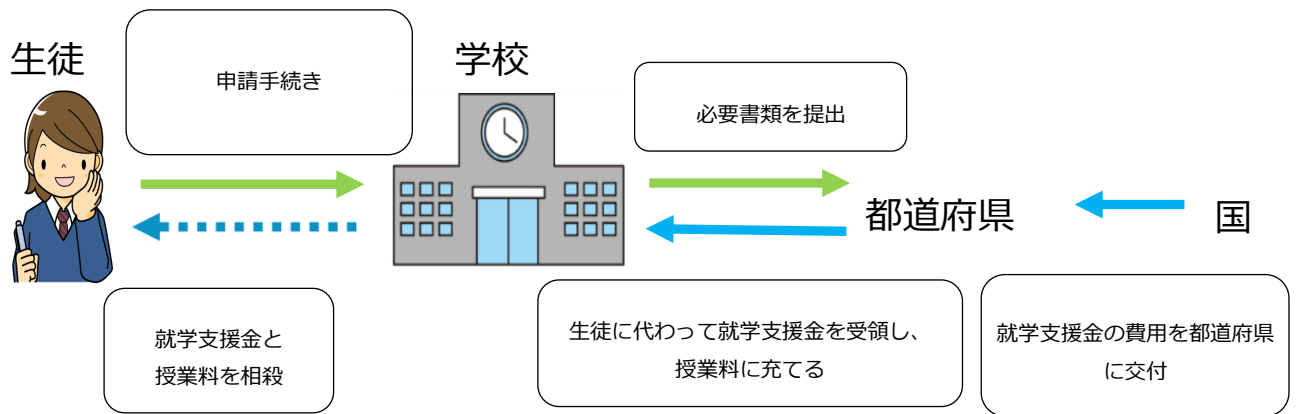 生徒
申請手続き
学校
必要書類を提出
都道府県
国
就学支援金と
授業料を相殺
生徒に代わって就学支援金を受領し、
授業料に充てる
就学支援金の費用を都道府県
に交付